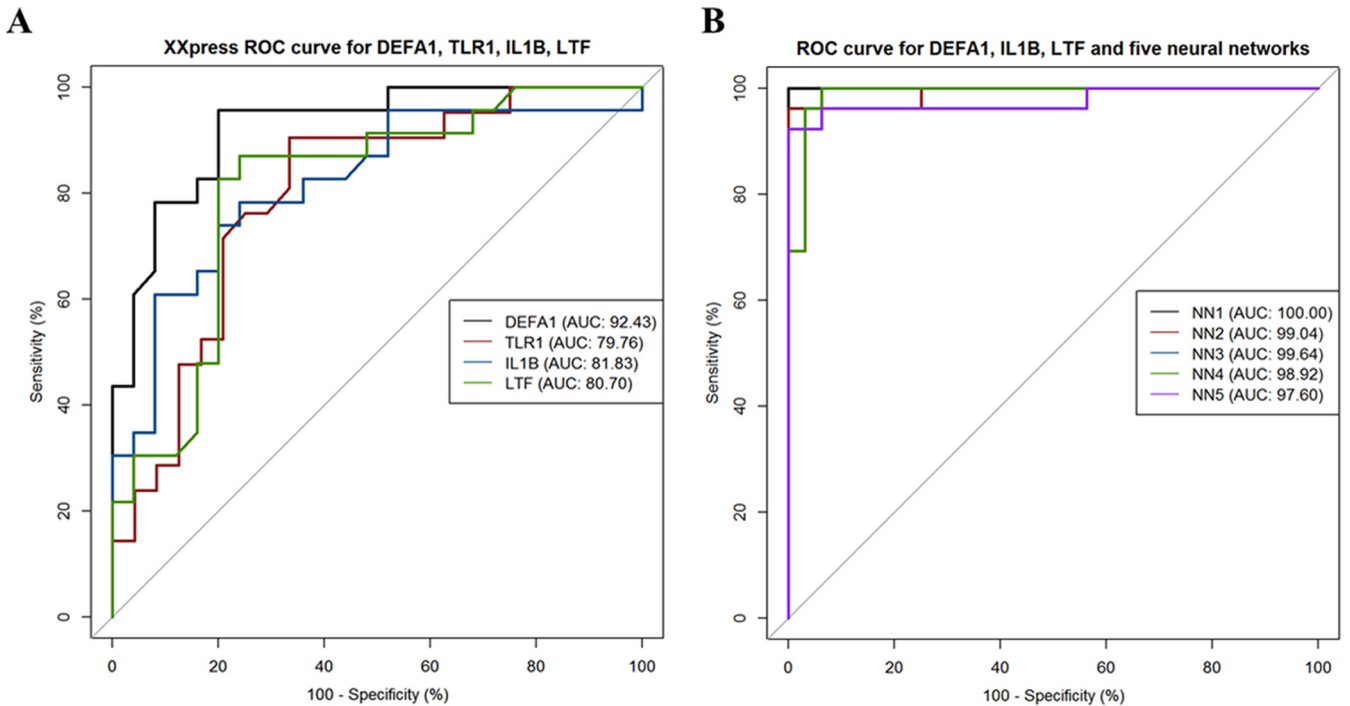 A
XXpress ROC curve for DEFA1, TLR1, IL1B, LTF
Sensitivity (%)
100
80
60
40
20
0
DEFA1 (AUC: 92.43)
TLR1 (AUC: 79.76)
IL1B (AUC: 81.83)
LTF (AUC: 80.70)
0 20 40 60 80 100
100 - Specificity (%)
B
ROC curve for DEFA1, IL1B, LTF and five neural networks
Sensitivity (%)
100
80
60
40
20
0
NN1 (AUC: 100.00)
NN2 (AUC: 99.04)
NN3 (AUC: 99.64)
NN4 (AUC: 98.92)
NN5 (AUC: 97.60)
0 20 40 60 80 100
100 - Specificity (%)